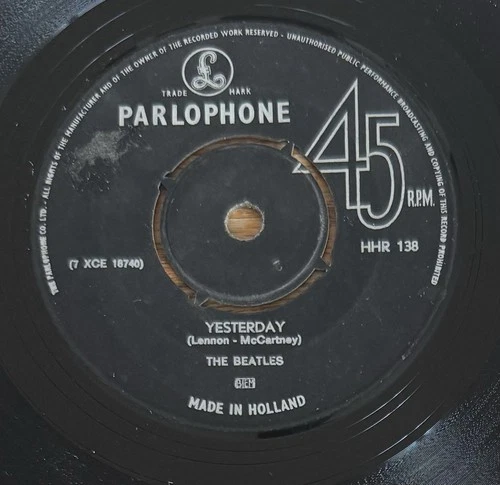 THE PARLOPHONE CO. LTD. - ALL RIGHTS OF THE MANUFACTURER AND OF THE OWNER OF THE RECORDED WORK RESERVED - UNAUTHORISED PUBLIC PERFORMANCE BROADCASTING AND COPYING OF THIS RECORD PROHIBITED
£
TRADE MARK
PARLOPHONE
45
R.P.M.
HHR 138
(7 XCE 18740)
YESTERDAY
(Lennon - McCartney)
THE BEATLES
BIEM
MADE IN HOLLAND